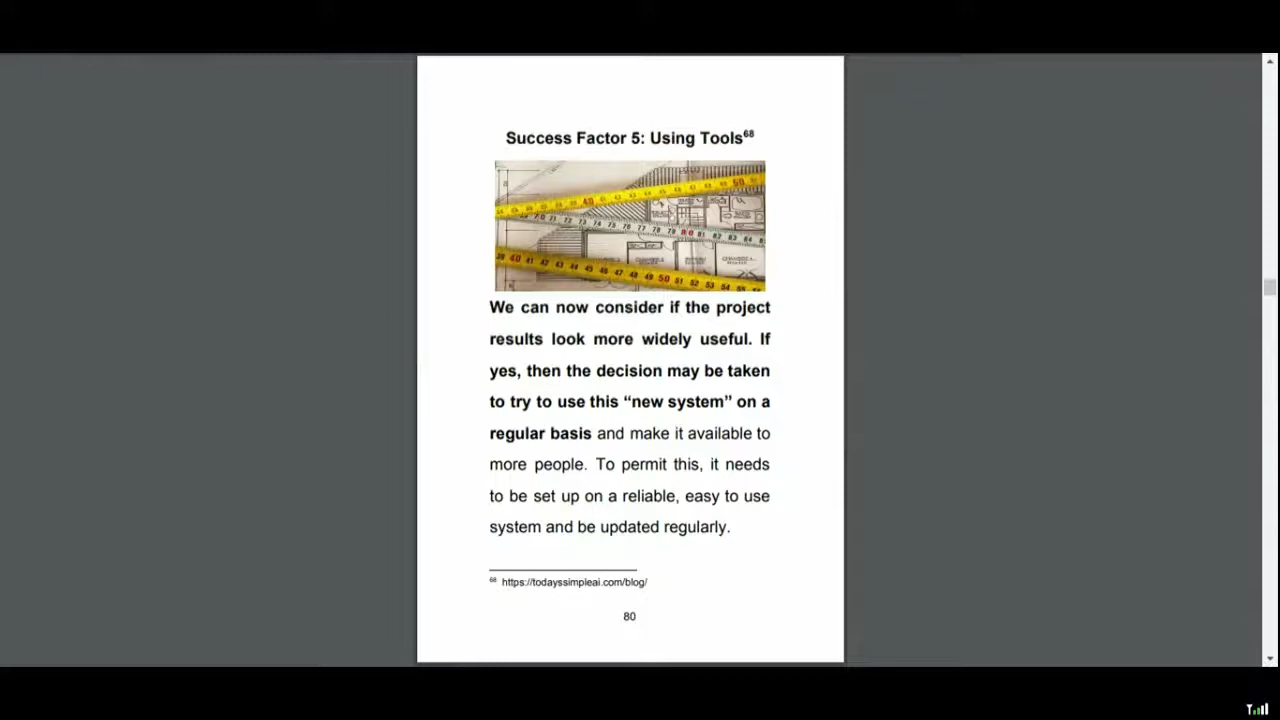 Success Factor 5: Using Tools68
We can now consider if the project
results look more widely useful. If
yes, then the decision may be taken
to try to use this “new system” on a
regular basis and make it available to
more people. To permit this, it needs
to be set up on a reliable, easy to use
system and be updated regularly.
68 https://todayssimpleai.com/blog/
80